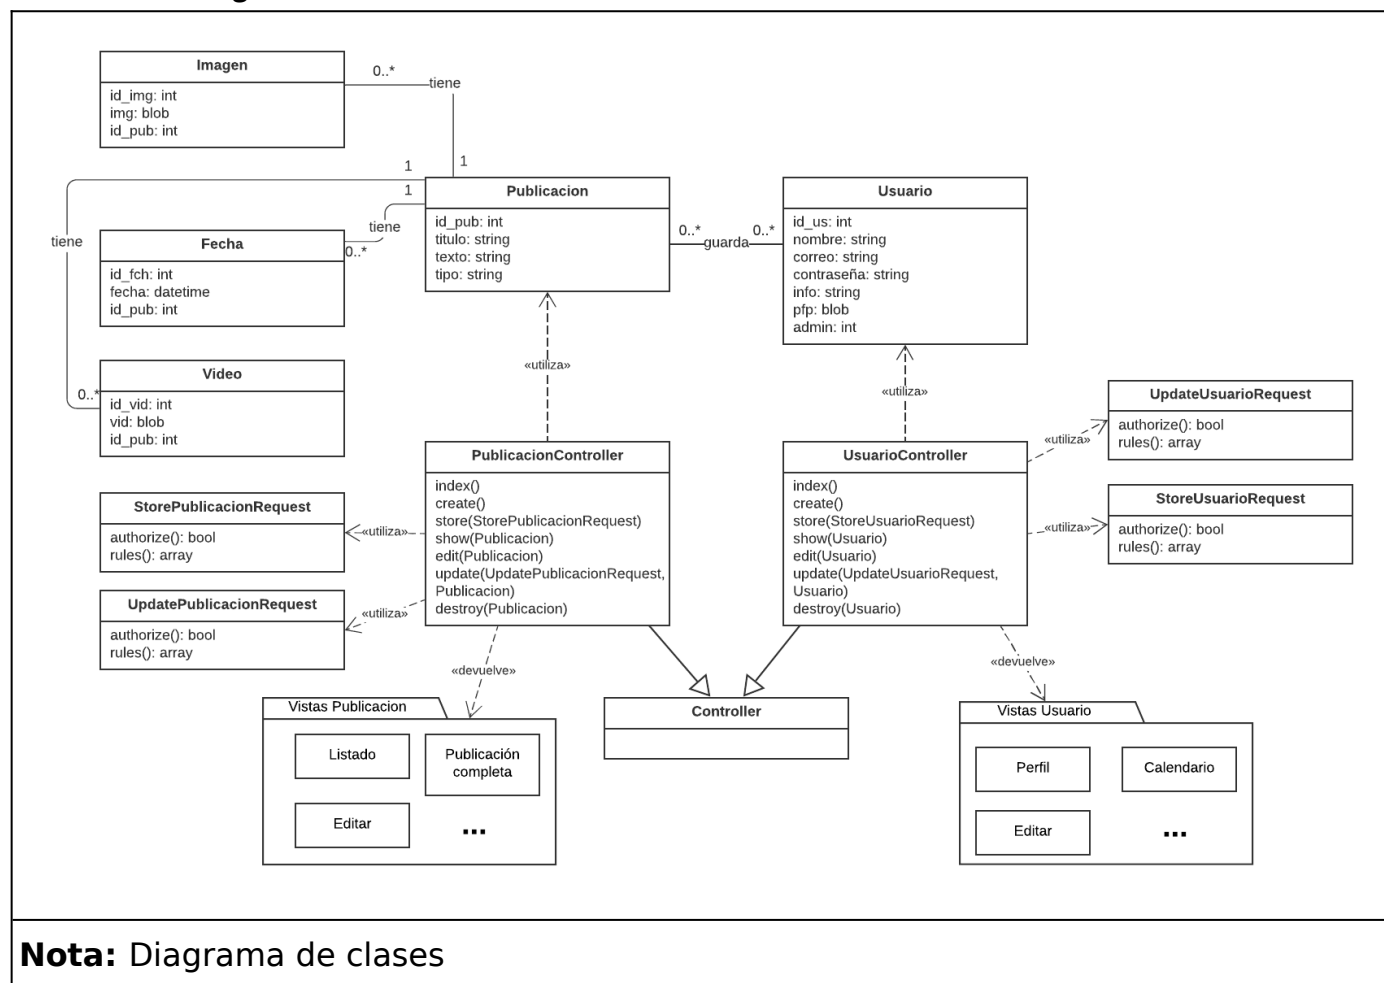 Imagen
id_img: int
img: blob
id_pub: int
0..*
tiene
1
1
1
tiene
tiene
0..*
Fecha
id_fch: int
fecha: datetime
id_pub: int
Publicacion
id_pub: int
titulo: string
texto: string
tipo: string
0..*
guarda
0..*
Usuario
id_us: int
nombre: string
correo: string
contraseña: string
info: string
pfp: blob
admin: int
Video
id_vid: int
vid: blob
id_pub: int
0..*
«utiliza»
«utiliza»
UpdateUsuarioRequest
authorize(): bool
rules(): array
«utiliza»
StoreUsuarioRequest
authorize(): bool
rules(): array
«utiliza»
PublicacionController
index()
create()
store(StorePublicacionRequest)
show(Publicacion)
edit(Publicacion)
update(UpdatePublicacionRequest,
Publicacion)
destroy(Publicacion)
UsuarioController
index()
create()
store(StoreUsuarioRequest)
show(Usuario)
edit(Usuario)
update(UpdateUsuarioRequest,
Usuario)
destroy(Usuario)
StorePublicacionRequest
authorize(): bool
rules(): array
«utiliza»
UpdatePublicacionRequest
authorize(): bool
rules(): array
«utiliza»
«devuelve»
«devuelve»
Vistas Publicacion
Listado
Publicación
completa
Editar
...
Controller
Vistas Usuario
Perfil
Calendario
Editar
...
Nota: Diagrama de clases